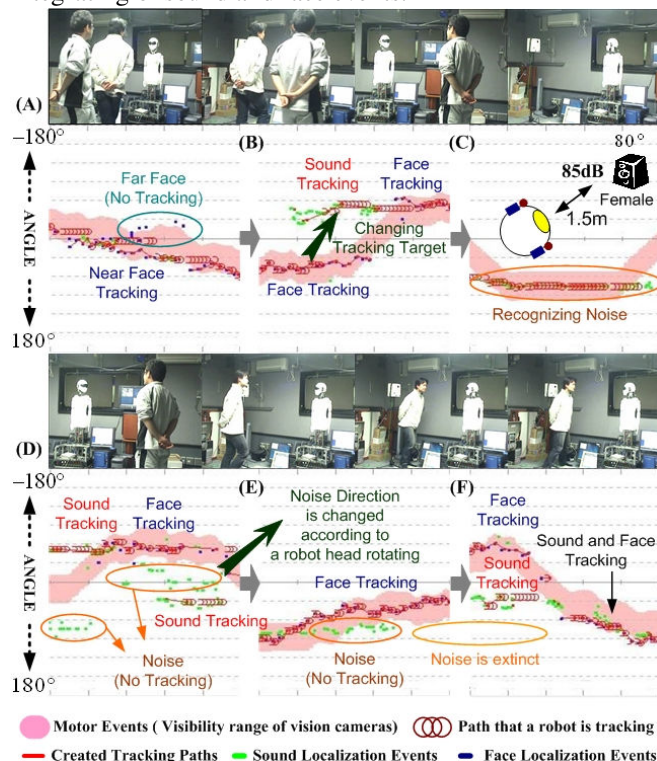 (A)
(B)
(C)
−180°
80°
ANGLE
180°
Far Face
(No Tracking)
Near Face
Tracking
Sound
Tracking
Face
Tracking
Changing
Tracking Target
Face Tracking
85dB
Female
1.5m
Recognizing Noise
(D)
(E)
(F)
−180°
ANGLE
180°
Sound
Tracking
Face
Tracking
Noise Direction
is changed
according to
a robot head rotating
Sound Tracking
Noise
(No Tracking)
Face Tracking
Noise
(No Tracking)
Face
Tracking
Sound and Face
Tracking
Sound
Tracking
Noise is extinct
Motor Events ( Visibility range of vision cameras)
Path that a robot is tracking
Created Tracking Paths
Sound Localization Events
Face Localization Events